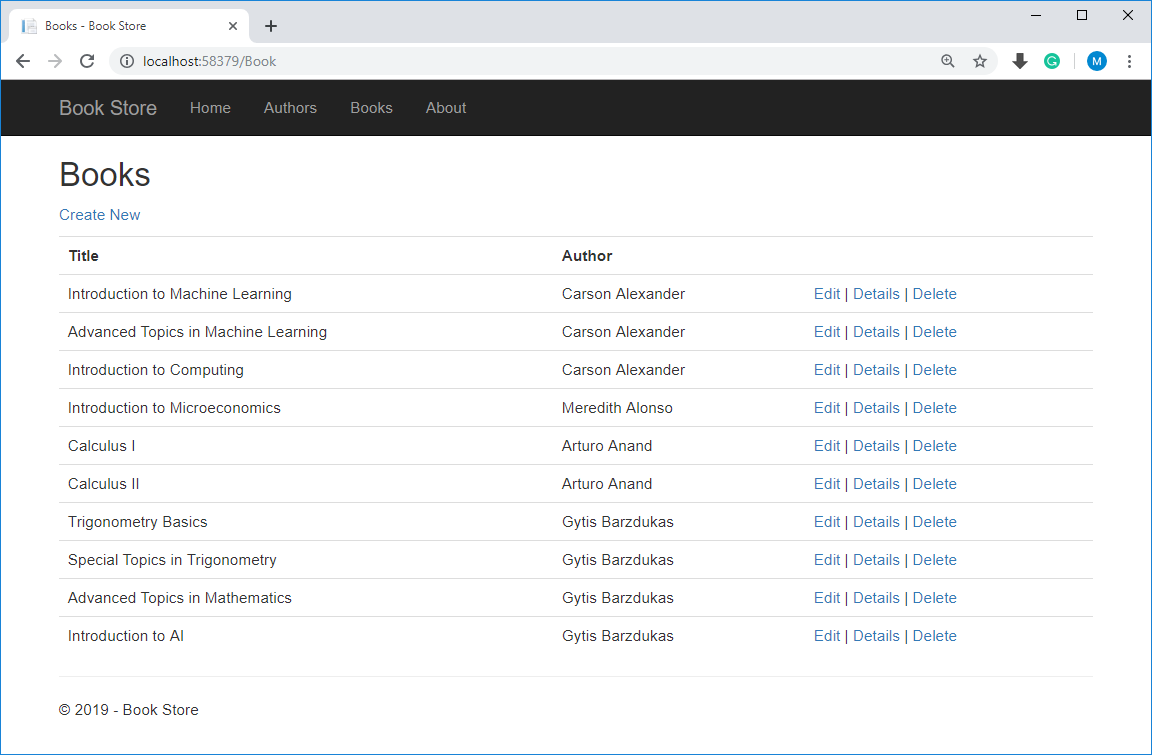 Books - Book Store
localhost:58379/Book
M
Book Store Home Authors Books About
Books
Create New
Title Author
Introduction to Machine Learning Carson Alexander Edit | Details | Delete
Advanced Topics in Machine Learning Carson Alexander Edit | Details | Delete
Introduction to Computing Carson Alexander Edit | Details | Delete
Introduction to Microeconomics Meredith Alonso Edit | Details | Delete
Calculus I Arturo Anand Edit | Details | Delete
Calculus II Arturo Anand Edit | Details | Delete
Trigonometry Basics Gytis Barzdukas Edit | Details | Delete
Special Topics in Trigonometry Gytis Barzdukas Edit | Details | Delete
Advanced Topics in Mathematics Gytis Barzdukas Edit | Details | Delete
Introduction to AI Gytis Barzdukas Edit | Details | Delete
© 2019 - Book Store